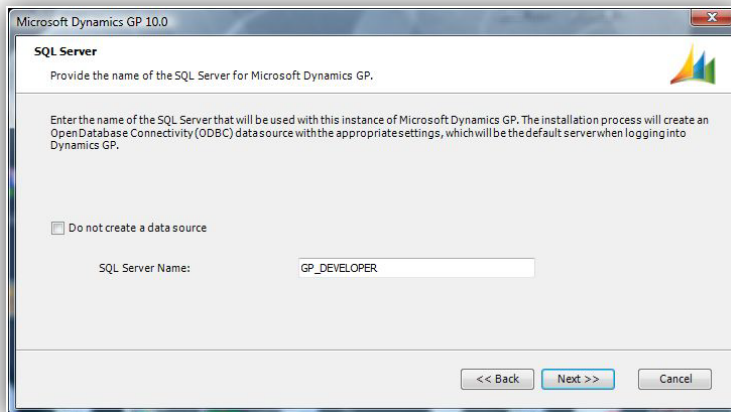 Microsoft Dynamics GP 10.0
SQL Server
Provide the name of the SQL Server for Microsoft Dynamics GP.
Enter the name of the SQL Server that will be used with this instance of Microsoft Dynamics GP. The installation process will create an
Open Database Connectivity (ODBC) data source with the appropriate settings, which will be the default server when logging into
Dynamics GP.
Do not create a data source
SQL Server Name:
GP_DEVELOPER
<< Back
Next >>
Cancel